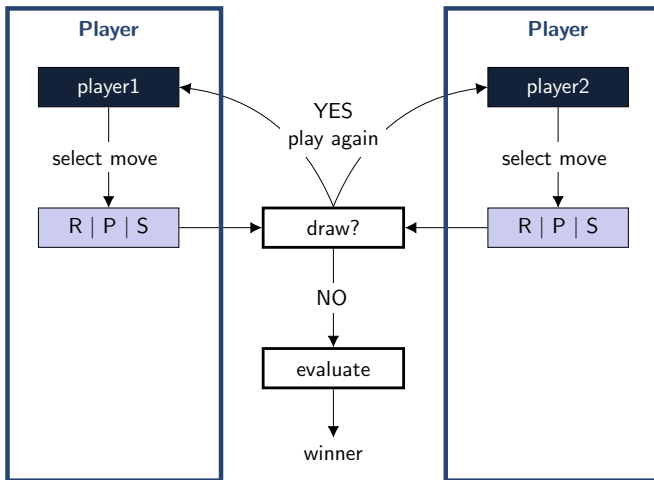 Player
Player
player1
player2
YES
play again
select move
select move
R | P | S
draw?
R | P | S
NO
evaluate
winner